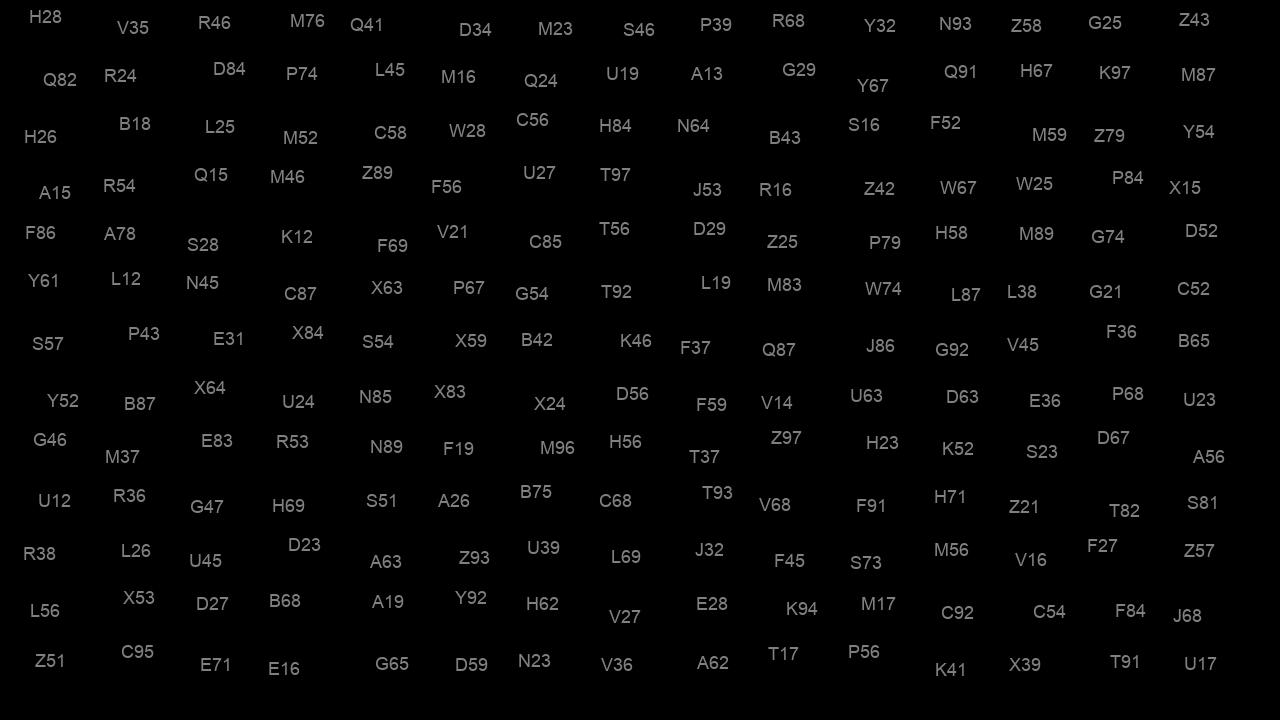 H28 V35 R46 M76 Q41 D34 M23 S46 P39 R68 Y32 N93 Z58 G25 Z43
Q82 R24 D84 P74 L45 M16 Q24 U19 A13 G29 Y67 Q91 H67 K97 M87
H26 B18 L25 M52 C58 W28 C56 H84 N64 B43 S16 F52 M59 Z79 Y54
A15 R54 Q15 M46 Z89 F56 U27 T97 J53 R16 Z42 W67 W25 P84 X15
F86 A78 S28 K12 F69 V21 C85 T56 D29 Z25 P79 H58 M89 G74 D52
Y61 L12 N45 C87 X63 P67 G54 T92 L19 M83 W74 L87 L38 G21 C52
S57 P43 E31 X84 S54 X59 B42 K46 F37 Q87 J86 G92 V45 F36 B65
Y52 B87 X64 U24 N85 X83 X24 D56 F59 V14 U63 D63 E36 P68 U23
G46 M37 E83 R53 N89 F19 M96 H56 T37 Z97 H23 K52 S23 D67 A56
U12 R36 G47 H69 S51 A26 B75 C68 T93 V68 F91 H71 Z21 T82 S81
R38 L26 U45 D23 A63 Z93 U39 L69 J32 F45 S73 M56 V16 F27 Z57
L56 X53 D27 B68 A19 Y92 H62 V27 E28 K94 M17 C92 C54 F84 J68
Z51 C95 E71 E16 G65 D59 N23 V36 A62 T17 P56 K41 X39 T91 U17